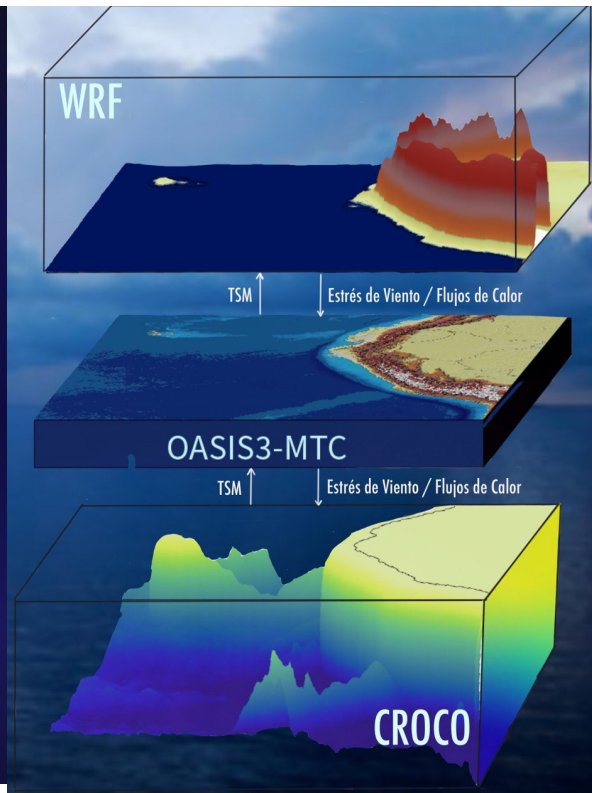 WRF
TSM
Estrés de Viento / Flujos de Calor
OASIS3-MTC
TSM
Estrés de Viento / Flujos de Calor
CROCO